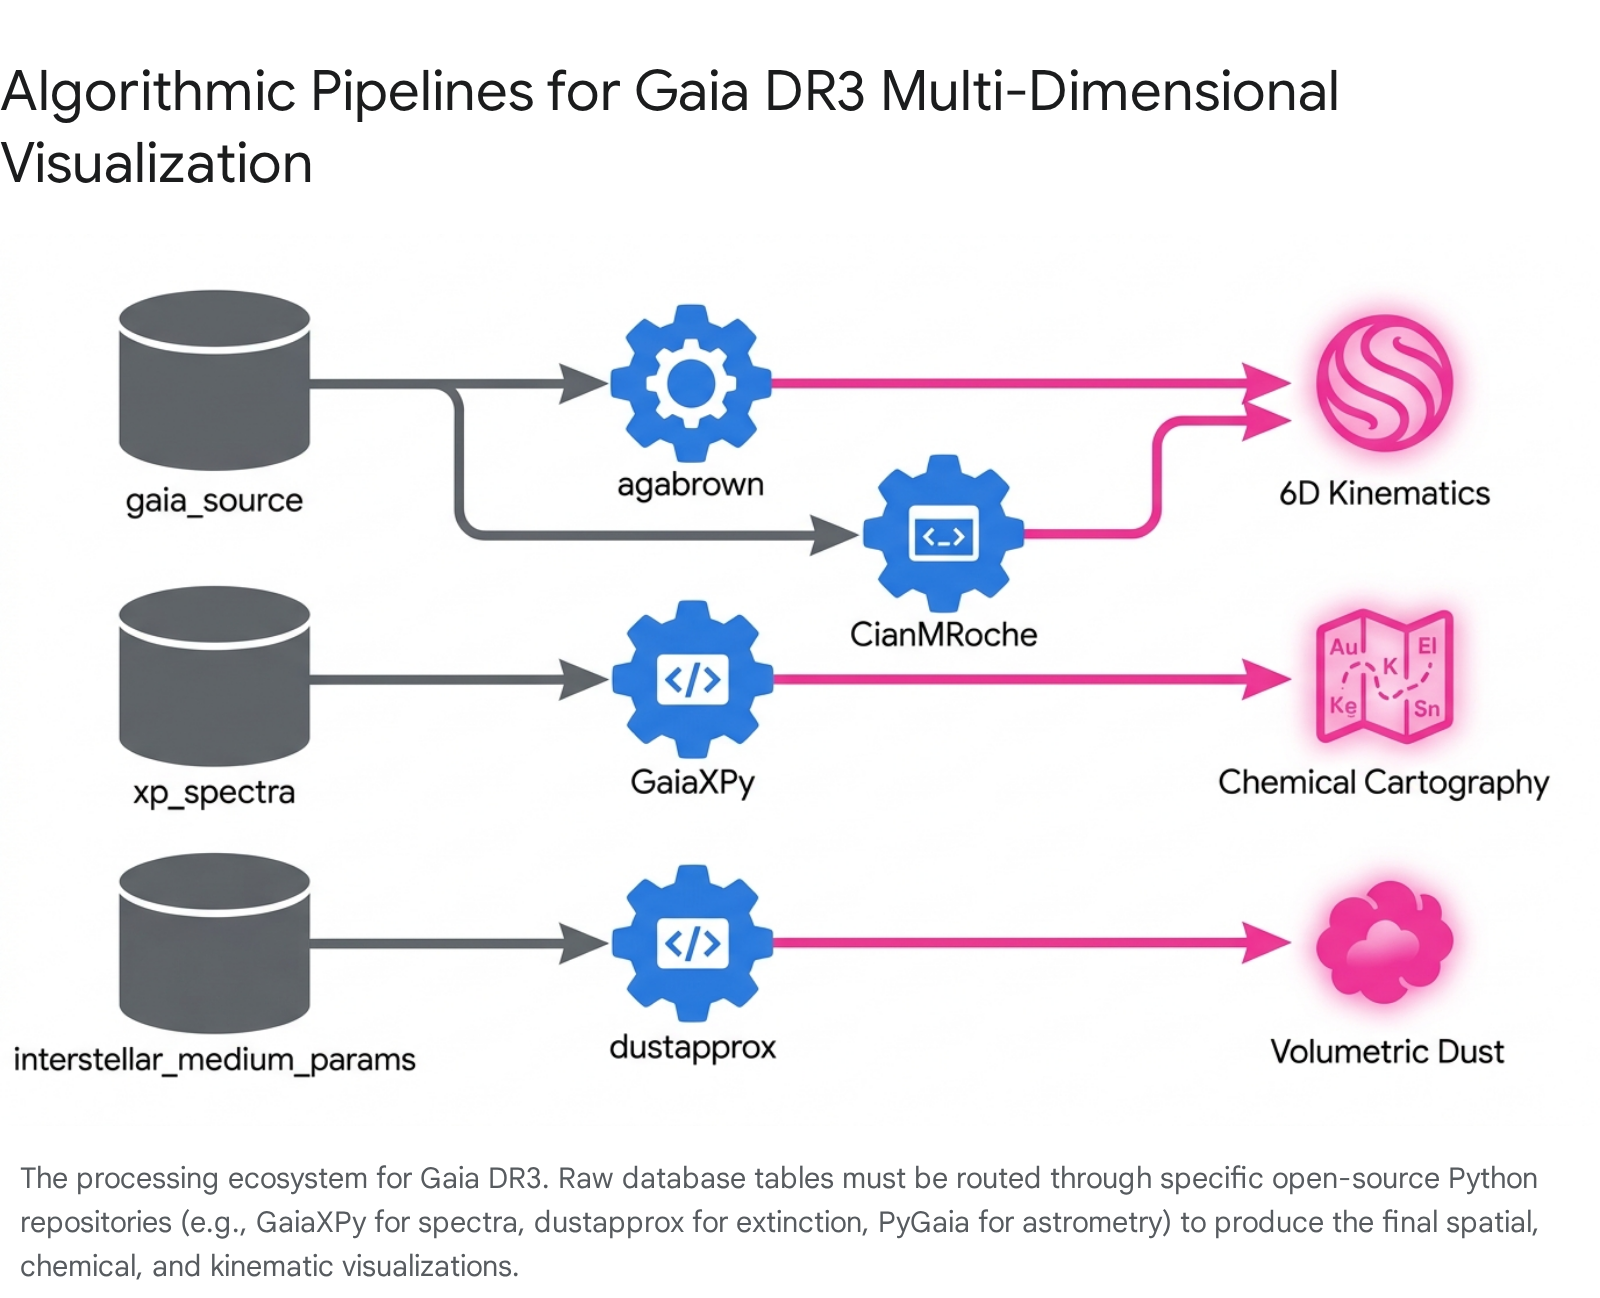 Algorithmic Pipelines for Gaia DR3 Multi-Dimensional
Visualization
gaia_source
agabrown
6D Kinematics
CianMRoche
xp_spectra
GaiaXPy
Au
K
El
Ke
Sn
Chemical Cartography
interstellar_medium_params
dustapprox
Volumetric Dust
The processing ecosystem for Gaia DR3. Raw database tables must be routed through specific open-source Python
repositories (e.g., GaiaXPy for spectra, dustapprox for extinction, PyGaia for astrometry) to produce the final spatial,
chemical, and kinematic visualizations.